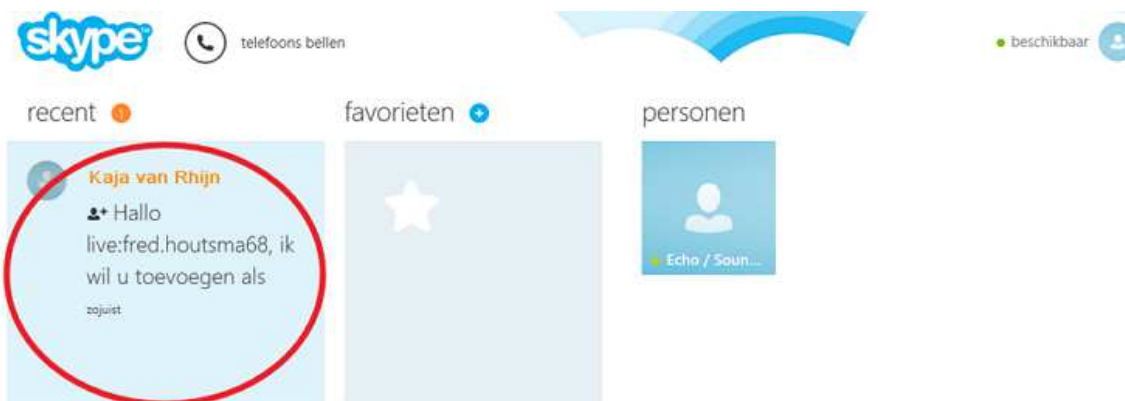 skype
telefoons bellen
beschikbaar
recent 1
favorieten +
personen
Kaja van Rhijn
Hallo
live:fred.houtsma68, ik
wil u toevoegen als
zojuist
Echo / Soun...